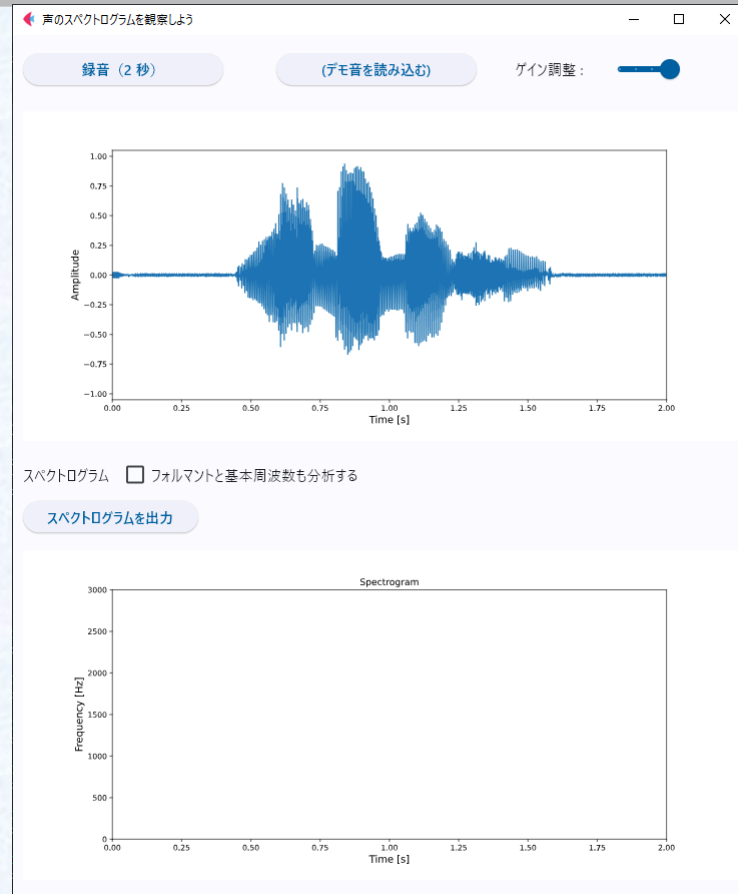 声のスペクトログラムを観察しよう
録音（2 秒） (デモ音を読み込む) ゲイン調整：
1.00
0.75
0.50
0.25
0.00
−0.25
−0.50
−0.75
−1.00
Amplitude
0.00 0.25 0.50 0.75 1.00 1.25 1.50 1.75 2.00
Time [s]
スペクトログラム フォルマントと基本周波数も分析する
スペクトログラムを出力
Spectrogram
3000
2500
2000
1500
1000
500
0
Frequency [Hz]
0.00 0.25 0.50 0.75 1.00 1.25 1.50 1.75 2.00
Time [s]